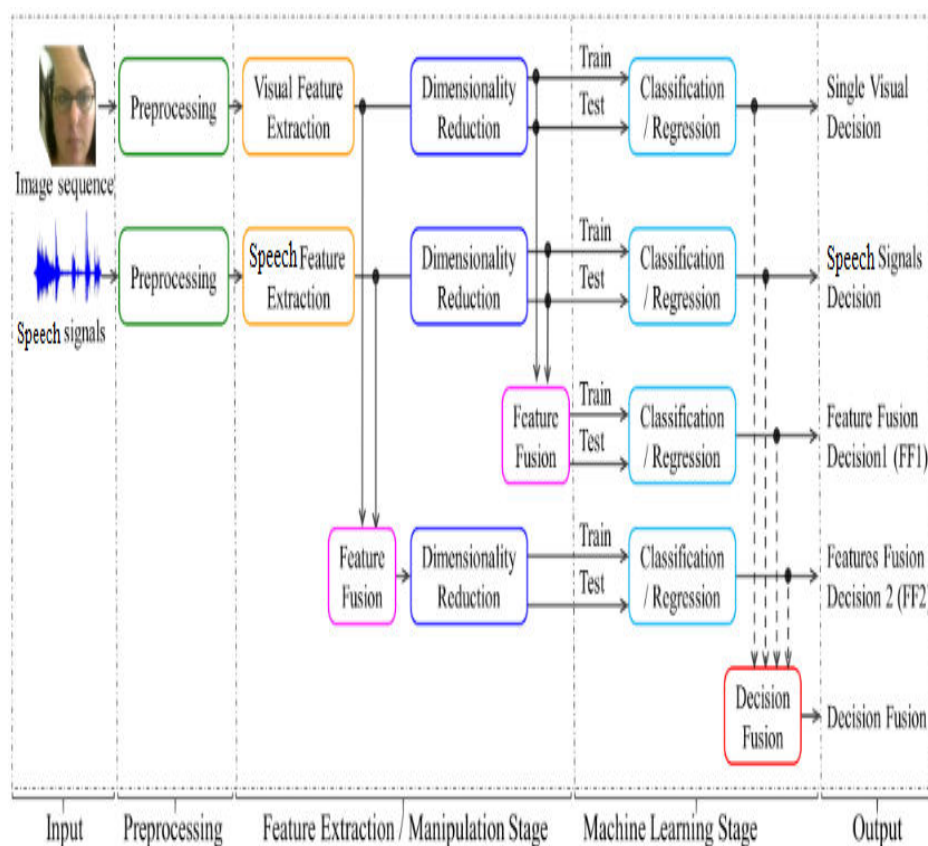 Image sequence
Preprocessing
Visual Feature
Extraction
Dimensionality
Reduction
Train
Test
Classification
/ Regression
Single Visual
Decision
Speech signals
Preprocessing
Speech Feature
Extraction
Dimensionality
Reduction
Train
Test
Classification
/ Regression
Speech Signals
Decision
Feature
Fusion
Train
Test
Classification
/ Regression
Feature Fusion
Decision1 (FF1)
Feature
Fusion
Dimensionality
Reduction
Train
Test
Classification
/ Regression
Features Fusion
Decision 2 (FF2)
Decision
Fusion
Decision Fusion
Input
Preprocessing
Feature Extraction / Manipulation Stage
Machine Learning Stage
Output